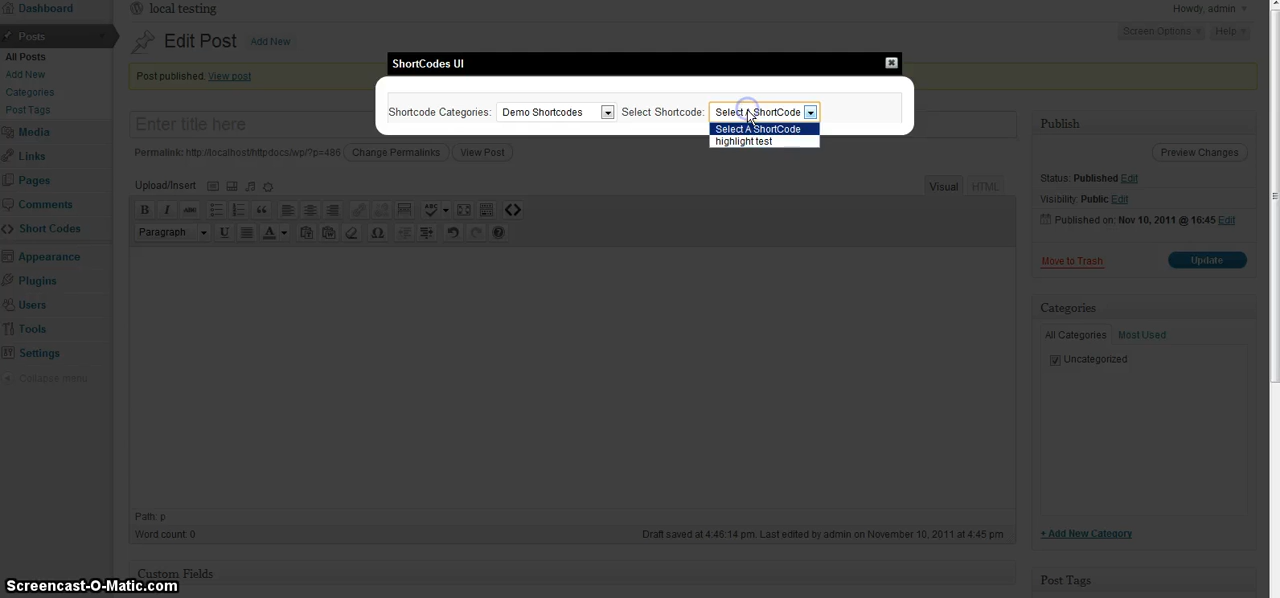 Dashboard
local testing
Howdy, admin
Posts
Edit Post
Add New
Screen Options
Help
ShortCodes UI
All Posts
Add New
Categories
Post Tags
Post published. View post
Shortcode Categories:
Demo Shortcodes
Select Shortcode:
Select A ShortCode
Select A ShortCode
highlight test
Enter title here
Permalink: http://localhost/httpdocs/wp/?p=486
Change Permalinks
View Post
Media
Links
Pages
Comments
Short Codes
Appearance
Plugins
Users
Tools
Settings
Collapse menu
Upload/Insert
Visual
HTML
B
I
ABC
Paragraph
U
A
Path: p
Word count: 0
Draft saved at 4:46:14 pm. Last edited by admin on November 10, 2011 at 4:45 pm
Custom Fields
Publish
Preview Changes
Status: Published Edit
Visibility: Public Edit
Published on: Nov 10, 2011 @ 16:45 Edit
Move to Trash
Update
Categories
All Categories
Most Used
Uncategorized
+ Add New Category
Post Tags
Screencast-O-Matic.com